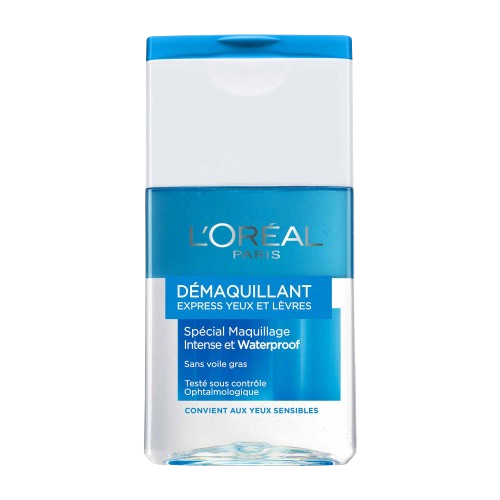 L'ORÉAL
PARIS
DÉMAQUILLANT
EXPRESS YEUX ET LÈVRES
Spécial Maquillage
Intense et Waterproof
Sans voile gras
Testé sous contrôle
Ophtalmologique
CONVIENT AUX YEUX SENSIBLES